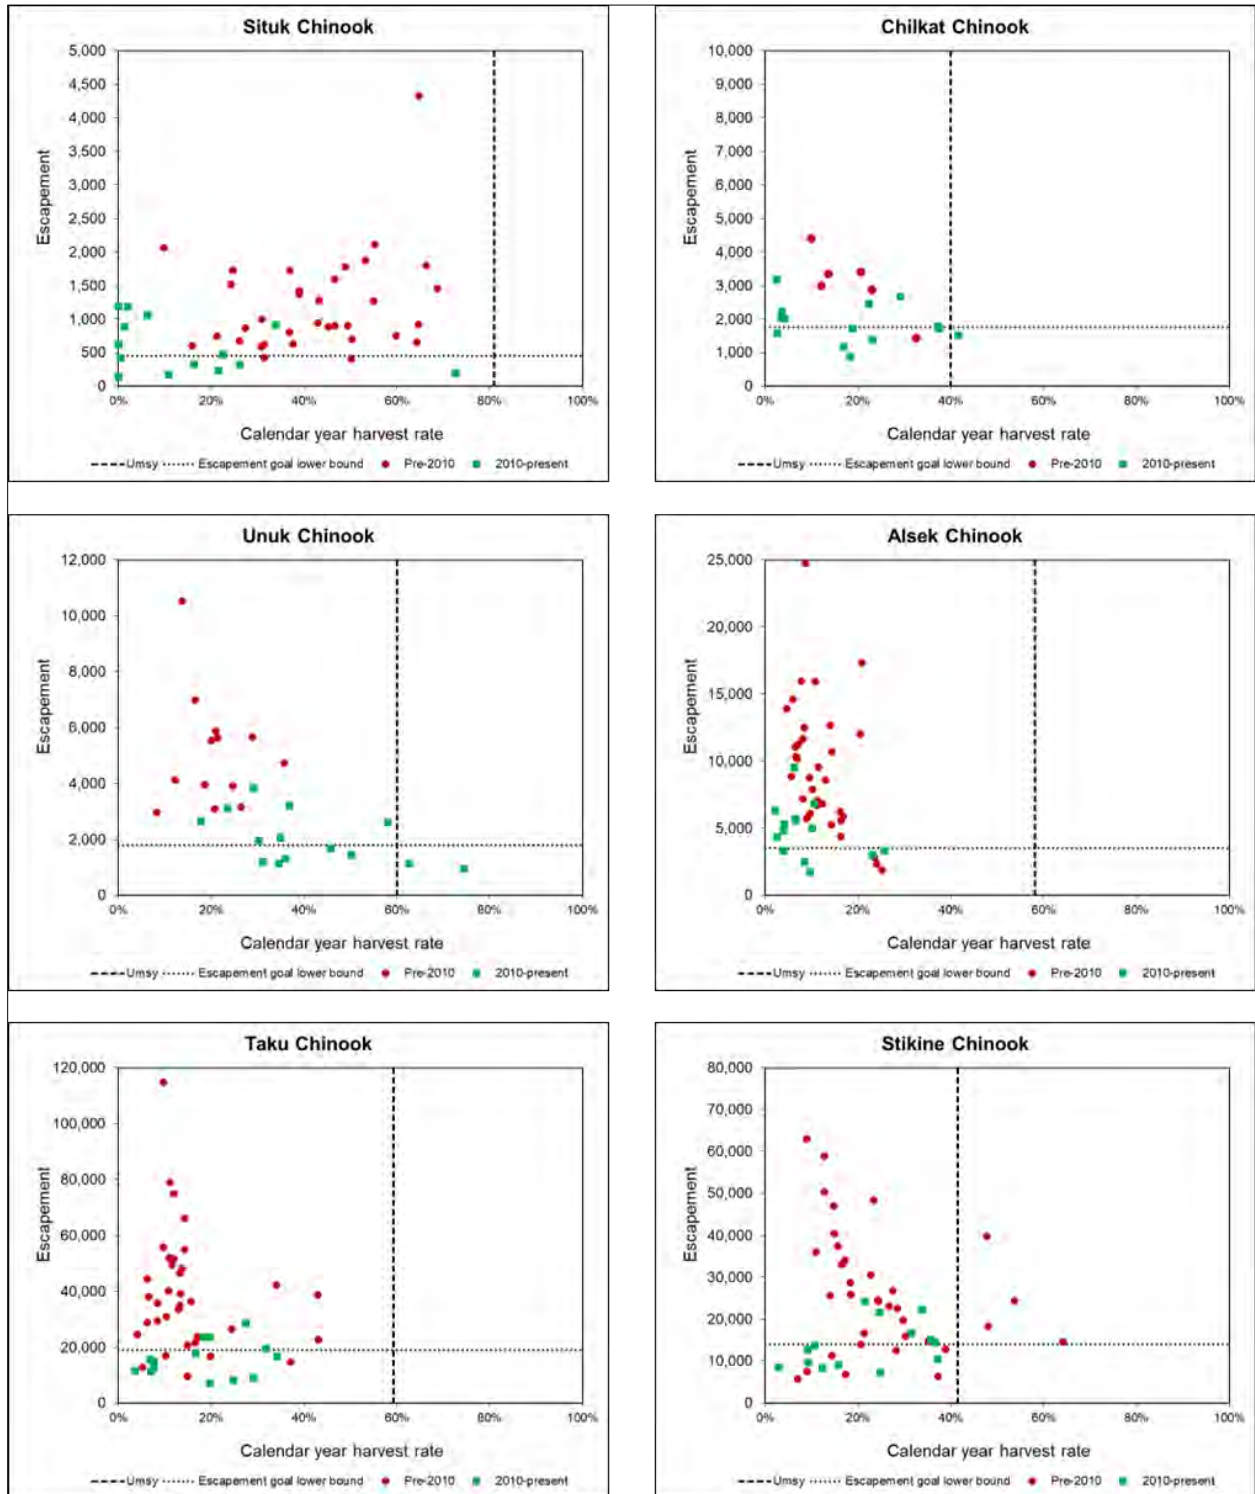 Situk Chinook
5,000
4,500
4,000
3,500
3,000
2,500
2,000
1,500
1,000
500
0
Escapement
0% 20% 40% 60% 80% 100%
Calendar year harvest rate
Umsy Escapement goal lower bound Pre-2010 2010-present
Chilkat Chinook
10,000
9,000
8,000
7,000
6,000
5,000
4,000
3,000
2,000
1,000
0
Escapement
0% 20% 40% 60% 80% 100%
Calendar year harvest rate
Umsy Escapement goal lower bound Pre-2010 2010-present
Unuk Chinook
12,000
10,000
8,000
6,000
4,000
2,000
0
Escapement
0% 20% 40% 60% 80% 100%
Calendar year harvest rate
Umsy Escapement goal lower bound Pre-2010 2010-present
Alsek Chinook
25,000
20,000
15,000
10,000
5,000
0
Escapement
0% 20% 40% 60% 80% 100%
Calendar year harvest rate
Umsy Escapement goal lower bound Pre-2010 2010-present
Taku Chinook
120,000
100,000
80,000
60,000
40,000
20,000
0
Escapement
0% 20% 40% 60% 80% 100%
Calendar year harvest rate
Umsy Escapement goal lower bound Pre-2010 2010-present
Stikine Chinook
80,000
70,000
60,000
50,000
40,000
30,000
20,000
10,000
0
Escapement
0% 20% 40% 60% 80% 100%
Calendar year harvest rate
Umsy Escapement goal lower bound Pre-2010 2010-present